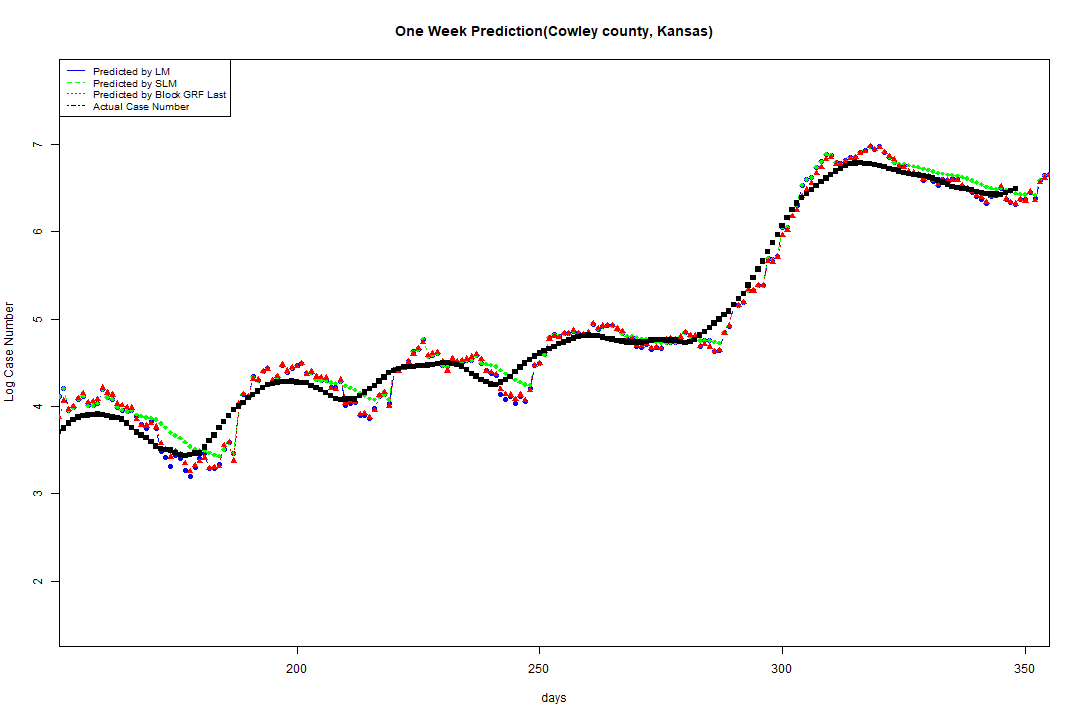 One Week Prediction(Cowley county, Kansas)
Predicted by LM
Predicted by SLM
Predicted by Block GRF Last
Actual Case Number
7
6
5
4
3
2
Log Case Number
200
250
300
350
days